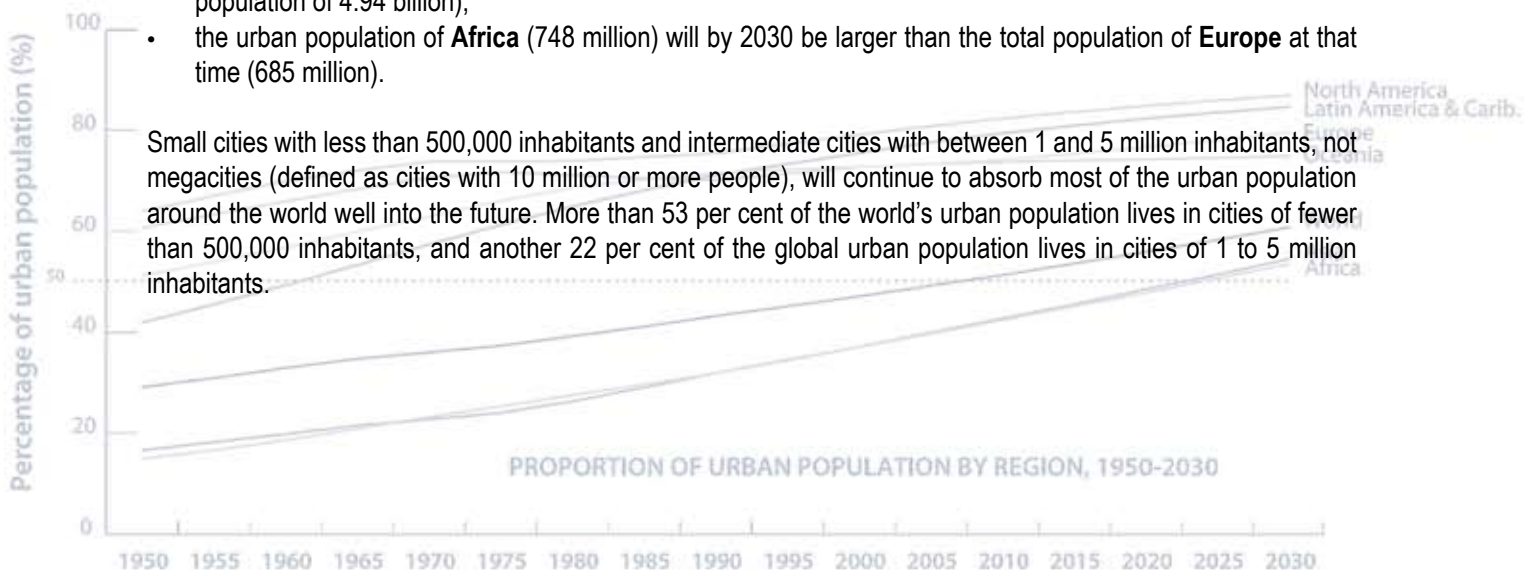 population of 4.94 billion);
• the urban population of Africa (748 million) will by 2030 be larger than the total population of Europe at that
time (685 million).
Small cities with less than 500,000 inhabitants and intermediate cities with between 1 and 5 million inhabitants, not
megacities (defined as cities with 10 million or more people), will continue to absorb most of the urban population
around the world well into the future. More than 53 per cent of the world's urban population lives in cities of fewer
than 500,000 inhabitants, and another 22 per cent of the global urban population lives in cities of 1 to 5 million
inhabitants.
Percentage of urban population (%)
100
80
60
50
40
20
0
North America
Latin America & Carib.
Europe
Oceania
World
Africa
PROPORTION OF URBAN POPULATION BY REGION, 1950-2030
1950 1955 1960 1965 1970 1975 1980 1985 1990 1995 2000 2005 2010 2015 2020 2025 2030